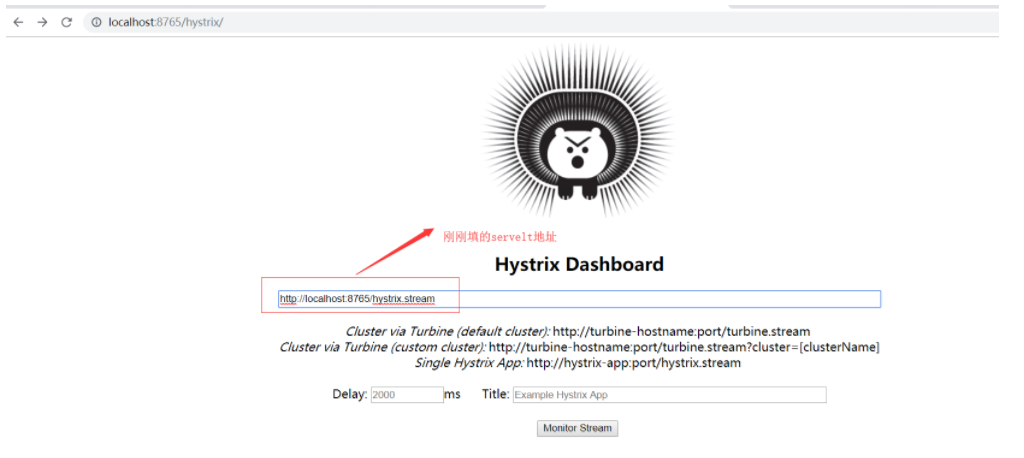 localhost:8765/hystrix/
刚刚填的servelt地址
Hystrix Dashboard
http://localhost:8765/hystrix.stream
Cluster via Turbine (default cluster): http://turbine-hostname:port/turbine.stream
Cluster via Turbine (custom cluster): http://turbine-hostname:port/turbine.stream?cluster=[clusterName]
Single Hystrix App: http://hystrix-app:port/hystrix.stream
Delay: 2000 ms Title: Example Hystrix App
Monitor Stream